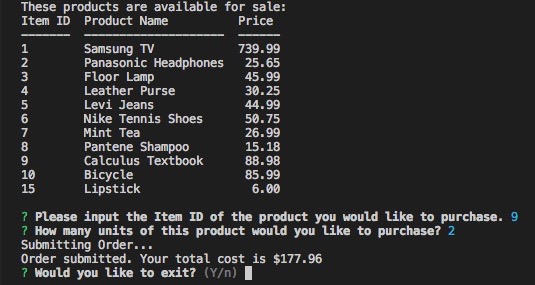 These products are available for sale:
Item ID  Product Name          Price
-------  --------------------  ------
1        Samsung TV            739.99
2        Panasonic Headphones   25.65
3        Floor Lamp             45.99
4        Leather Purse          30.25
5        Levi Jeans             44.99
6        Nike Tennis Shoes      50.75
7        Mint Tea               26.99
8        Pantene Shampoo        15.18
9        Calculus Textbook      88.98
10       Bicycle                85.99
15       Lipstick                6.00
? Please input the Item ID of the product you would like to purchase. 9
? How many units of this product would you like to purchase? 2
Submitting Order...
Order submitted. Your total cost is $177.96
? Would you like to exit? (Y/n)